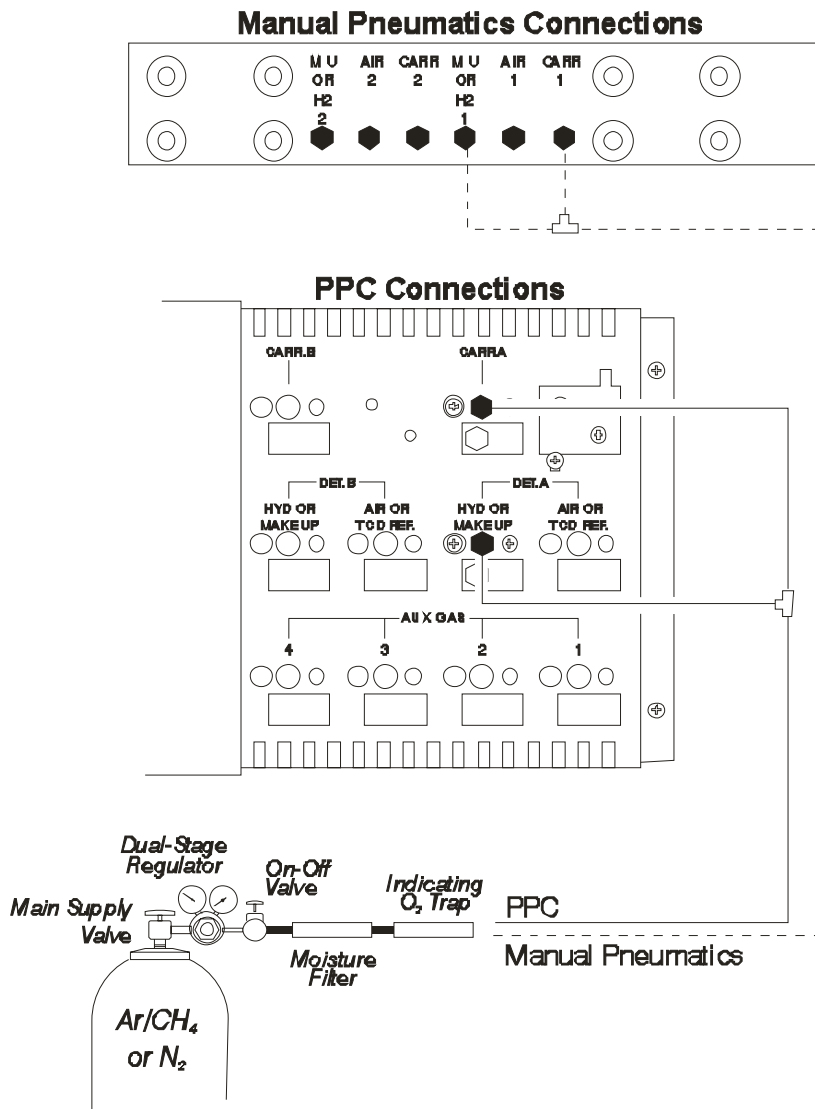 Manual Pneumatics Connections
M U OR H2 2
AIR 2
CARR 2
M U OR H2 1
AIR 1
CARR 1
PPC Connections
CARR.B
CARR.A
DET.B
DET.A
HYD OR MAKEUP
AIR OR TCD REF.
HYD OR MAKEUP
AIR OR TCD REF.
AUX GAS
4 3 2 1
Dual-Stage Regulator
On-Off Valve
Indicating O₂ Trap
Main Supply Valve
PPC
Moisture Filter
Manual Pneumatics
Ar/CH₄
or N₂